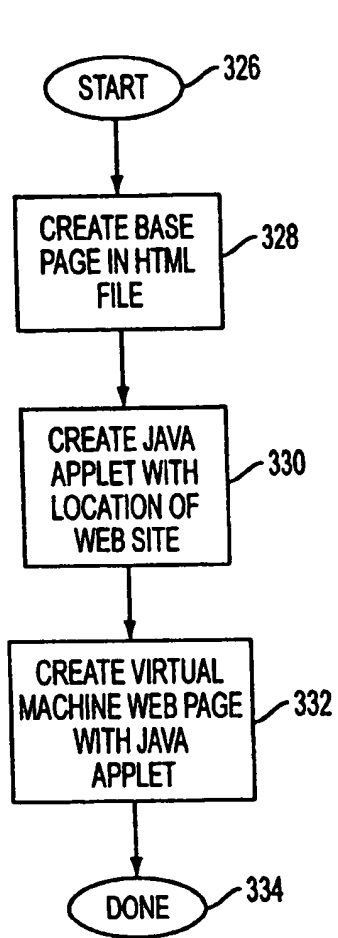 START
326
CREATE BASE
PAGE IN HTML
FILE
328
CREATE JAVA
APPLET WITH
LOCATION OF
WEB SITE
330
CREATE VIRTUAL
MACHINE WEB PAGE
WITH JAVA
APPLET
332
DONE
334